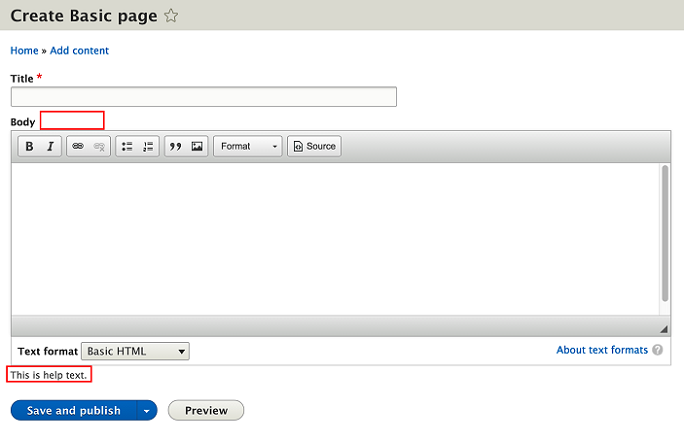 Create Basic page
Home » Add content
Title *
Body
B I Format Source
Text format Basic HTML About text formats ?
This is help text.
Save and publish Preview